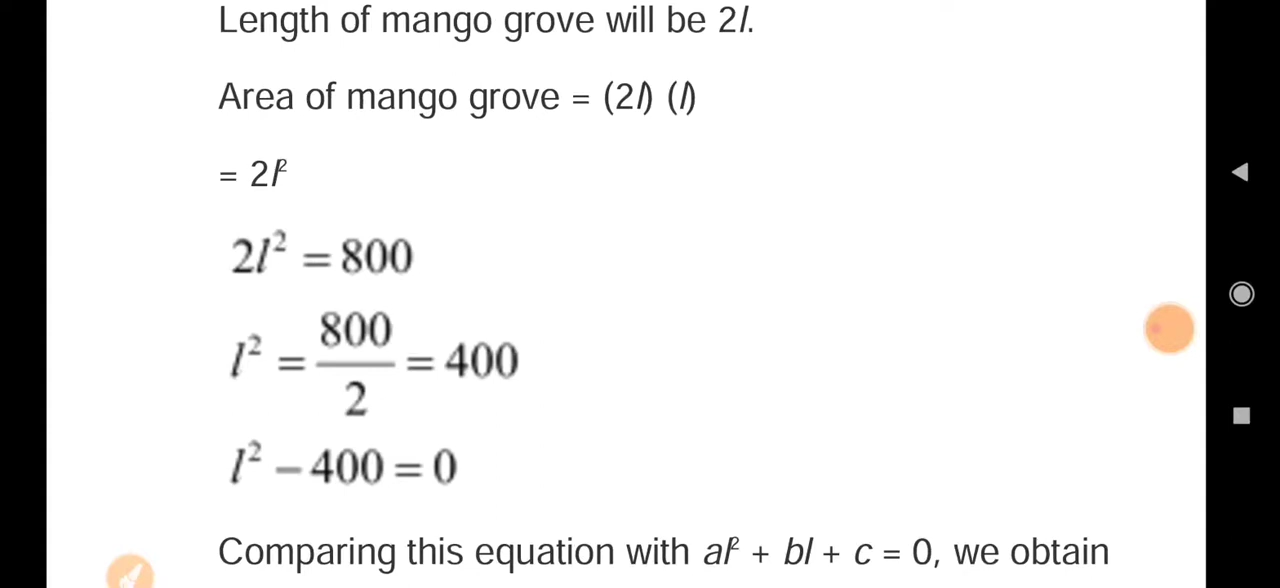 Length of mango grove will be 2l.
Area of mango grove = (2l) (l)
= 2l²
2l² = 800
l² = 800/2 = 400
l² − 400 = 0
Comparing this equation with al² + bl + c = 0, we obtain